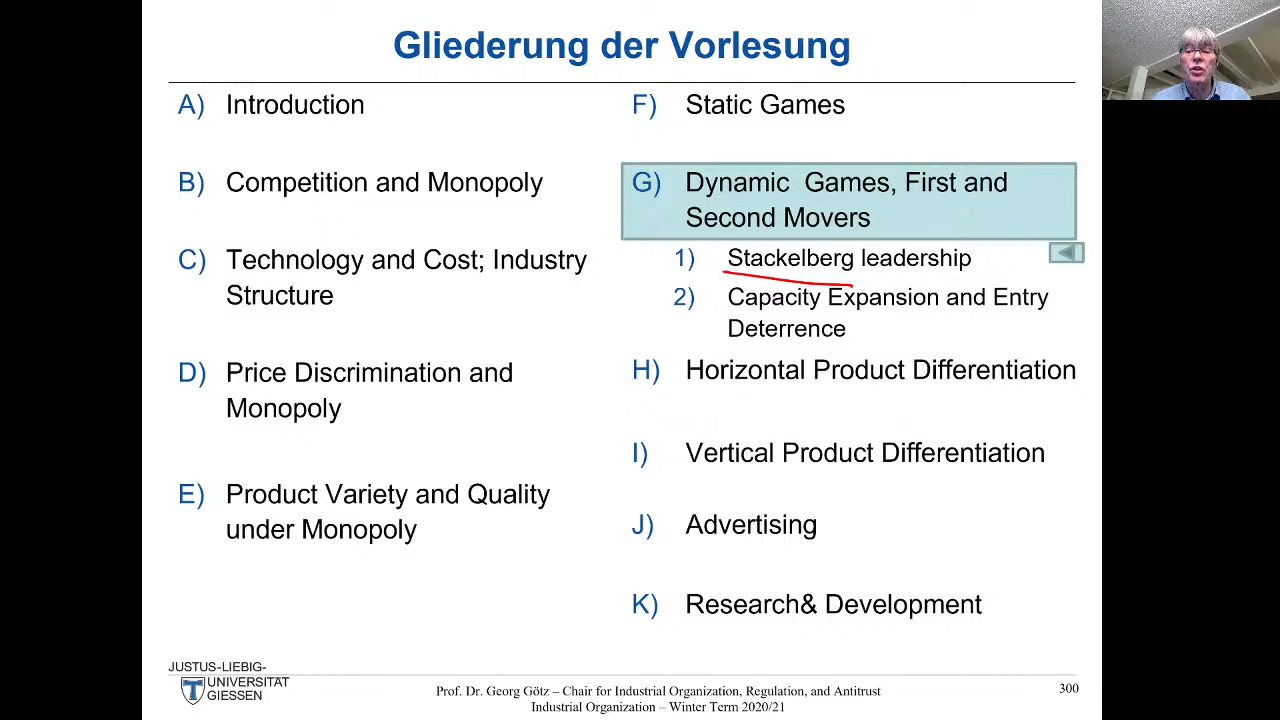 Gliederung der Vorlesung
A) Introduction
B) Competition and Monopoly
C) Technology and Cost; Industry
Structure
D) Price Discrimination and
Monopoly
E) Product Variety and Quality
under Monopoly
F) Static Games
G) Dynamic Games, First and
Second Movers
1) Stackelberg leadership
2) Capacity Expansion and Entry
Deterrence
H) Horizontal Product Differentiation
I) Vertical Product Differentiation
J) Advertising
K) Research& Development
JUSTUS-LIEBIG-
UNIVERSITÄT
GIESSEN
Prof. Dr. Georg Götz – Chair for Industrial Organization, Regulation, and Antitrust
Industrial Organization – Winter Term 2020/21
300